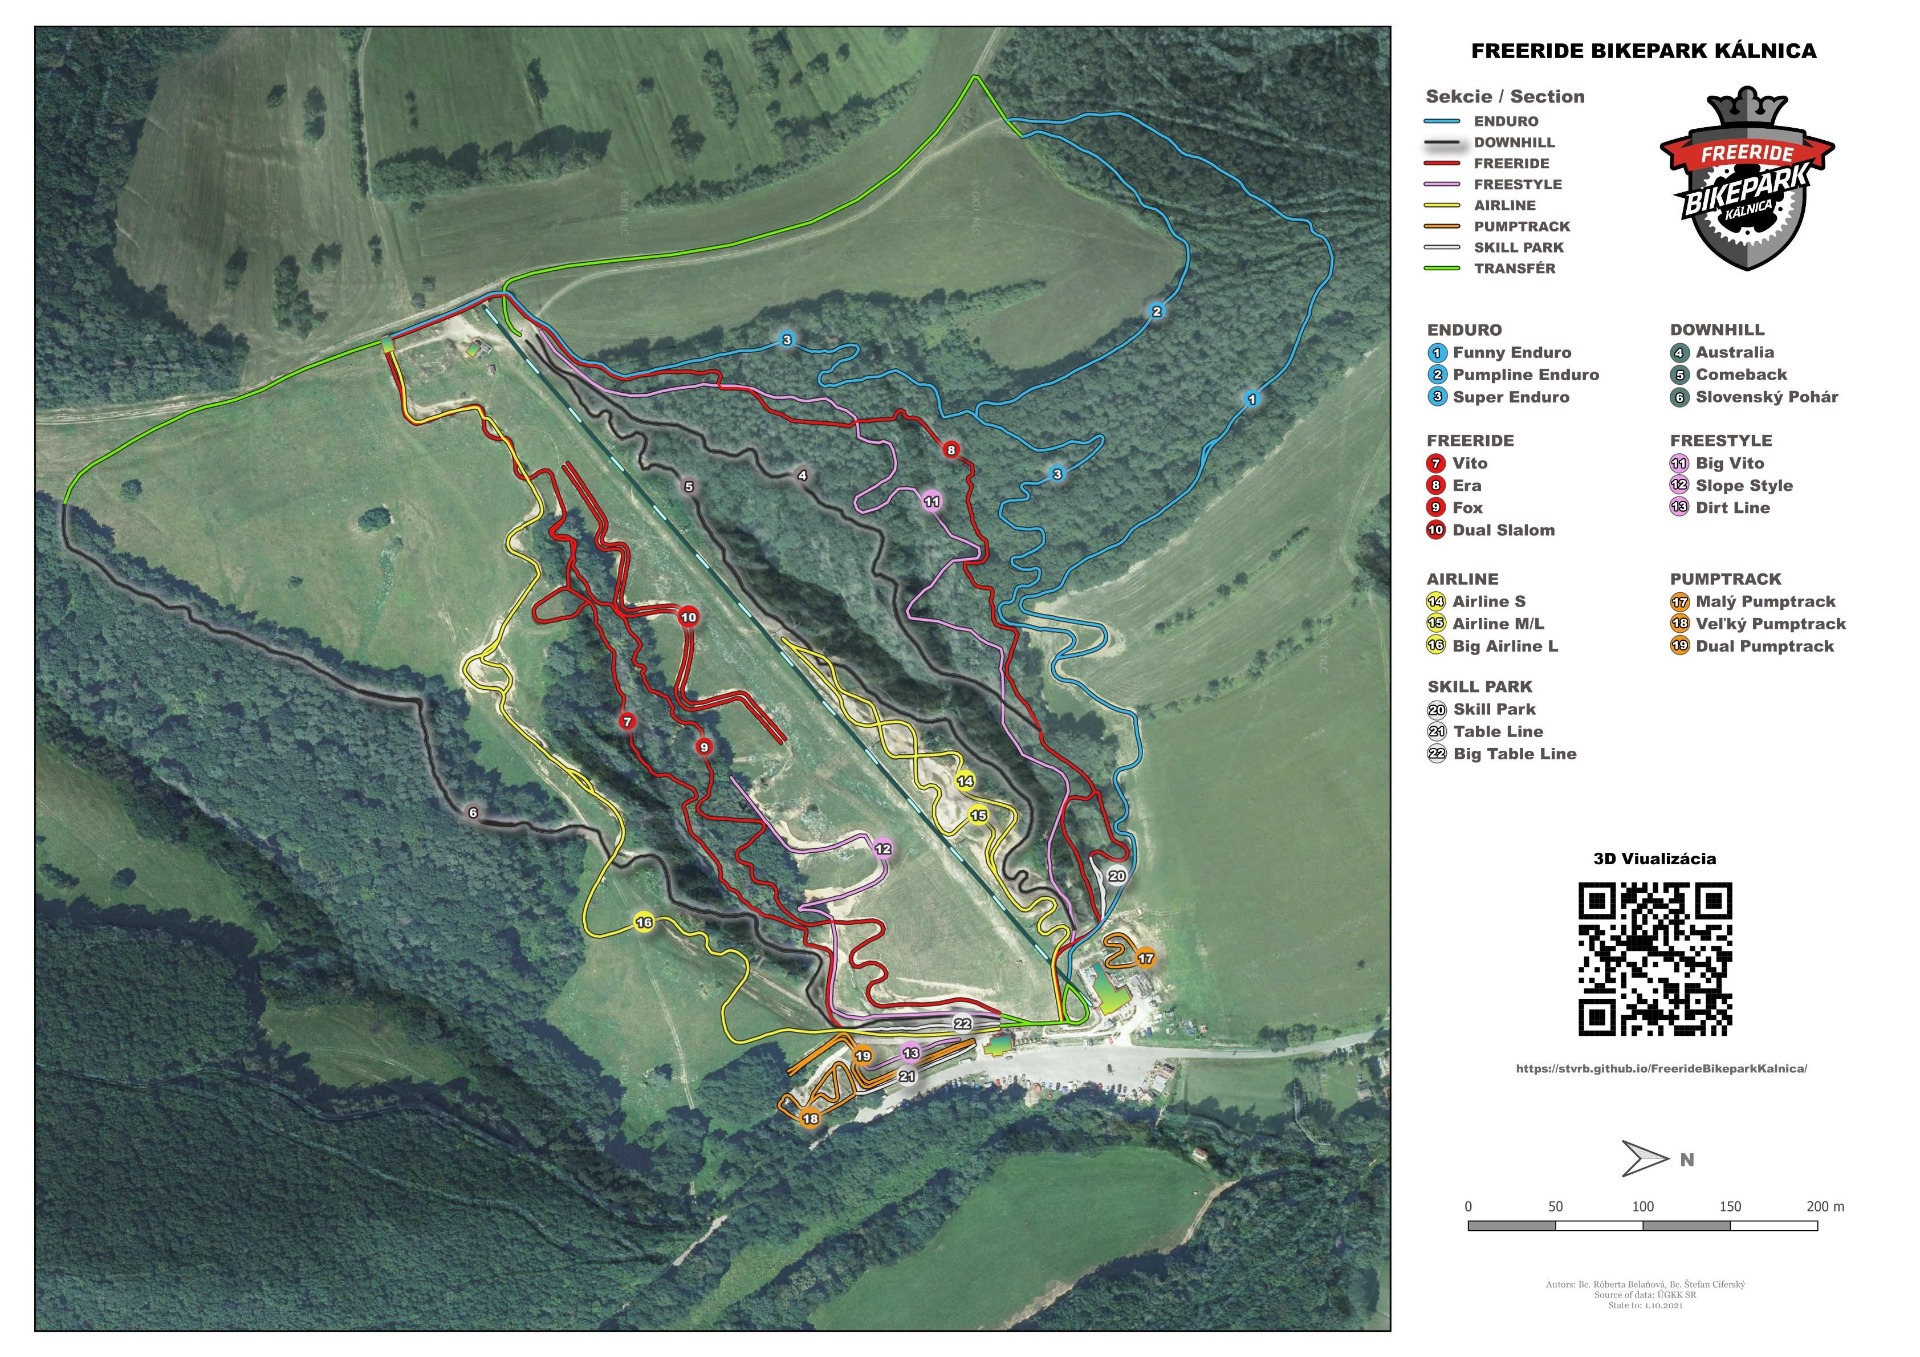 FREERIDE BIKEPARK KÁLNICA
Sekcie / Section
ENDURO
DOWNHILL
FREERIDE
FREESTYLE
AIRLINE
PUMPTRACK
SKILL PARK
TRANSFÉR
FREERIDE
BIKEPARK
KÁLNICA
ENDURO
1 Funny Enduro
2 Pumpline Enduro
3 Super Enduro
DOWNHILL
4 Australia
5 Comeback
6 Slovenský Pohár
FREERIDE
7 Vito
8 Era
9 Fox
10 Dual Slalom
FREESTYLE
11 Big Vito
12 Slope Style
13 Dirt Line
AIRLINE
14 Airline S
15 Airline M/L
16 Big Airline L
PUMPTRACK
17 Malý Pumptrack
18 Veľký Pumptrack
19 Dual Pumptrack
SKILL PARK
20 Skill Park
21 Table Line
22 Big Table Line
3D Viualizácia
https://stvrb.github.io/FreerideBikeparkKalnica/
N
0 50 100 150 200 m
Autors: Bc. Róberta Belaňová, Bc. Štefan Ciferský
Source of data: ÚGKK SR
State to: 1.10.2021
2
3
1
8
3
4
5
11
10
7
9
14
15
6
12
20
16
17
22
19
13
21
18